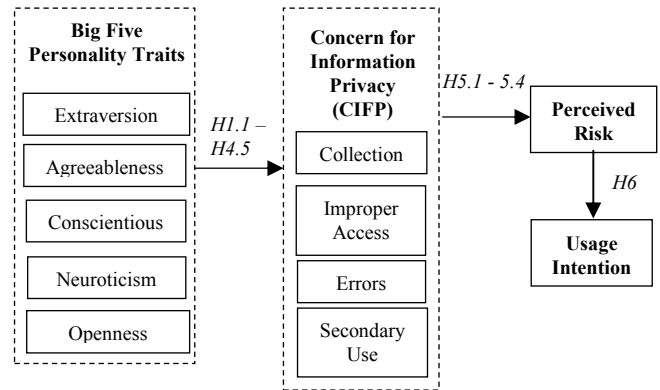 Big Five
Personality Traits
Extraversion
Agreeableness
Conscientious
Neuroticism
Openness
H1.1 –
H4.5
Concern for
Information
Privacy
(CIFP)
Collection
Improper
Access
Errors
Secondary
Use
H5.1 - 5.4
Perceived
Risk
H6
Usage
Intention